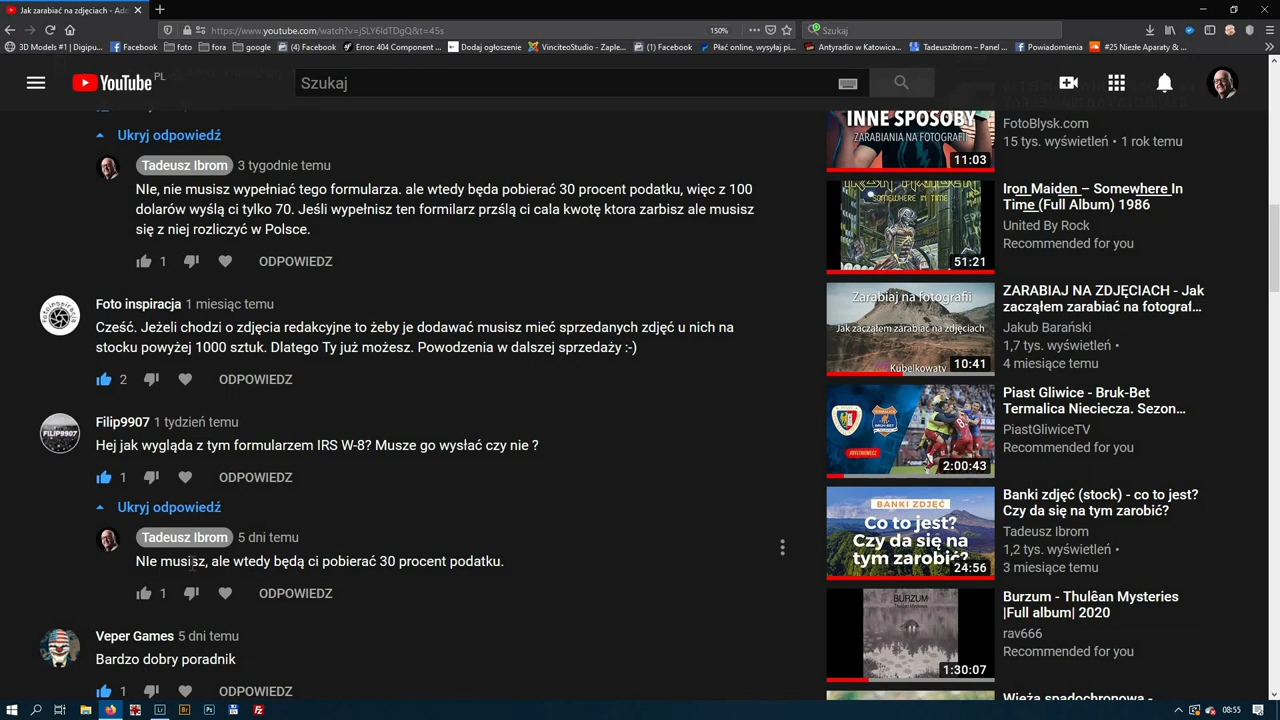 Jak zarabiać na zdjęciach - Ado
https://www.youtube.com/watch?v=jSLY6ldTDgQ&t=45s
150%
Szukaj
3D Models #1 | Digipu...
Facebook
foto
fora
google
(4) Facebook
Error: 404 Component ...
Dodaj ogłoszenie
VinciteoStudio - Zaple...
(1) Facebook
Płać online, wysyłaj pi...
Antyradio w Katowica...
Tadeuszibrom – Panel ...
Powiadomienia
#25 Nieźłe Aparaty & ...
YouTube PL
Szukaj
Ukryj odpowiedź
Tadeusz Ibrom 3 tygodnie temu
NIe, nie musisz wypełniać tego formularza. ale wtedy będa pobierać 30 procent podatku, więc z 100
dolarów wyślą ci tylko 70. Jeśli wypełnisz ten formilarz prźślą ci cala kwotę ktora zarbisz ale musisz
się z niej rozliczyć w Polsce.
1 ODPOWIEDZ
Foto inspiracja 1 miesiąc temu
Cześć. Jeżeli chodzi o zdjęcia redakcyjne to żeby je dodawać musisz mieć sprzedanych zdjęć u nich na
stocku powyżej 1000 sztuk. Dlatego Ty już możesz. Powodzenia w dalszej sprzedaży :-)
2 ODPOWIEDZ
FILIP9907
Filip9907 1 tydzień temu
Hej jak wygląda z tym formularzem IRS W-8? Musze go wysłać czy nie ?
1 ODPOWIEDZ
Ukryj odpowiedź
Tadeusz Ibrom 5 dni temu
NIe musisz, ale wtedy będą ci pobierać 30 procent podatku.
1 ODPOWIEDZ
Veper Games 5 dni temu
Bardzo dobry poradnik
1 ODPOWIEDZ
INNE SPOSOBY
ZARABIANIA NA FOTOGRAFII
11:03
FotoBlysk.com
15 tys. wyświetleń • 1 rok temu
SOMEWHERE IN TIME
51:21
Iron Maiden – Somewhere In
Time (Full Album) 1986
United By Rock
Recommended for you
Zarabiaj na fotografii
Jak zacząłem zarabiać na zdjęciach
Kubelkowaty
10:41
ZARABIAJ NA ZDJĘCIACH - Jak
zacząłem zarabiać na fotograf...
Jakub Barański
1,7 tys. wyświetleń •
4 miesiące temu
2:00:43
Piast Gliwice - Bruk-Bet
Termalica Nieciecza. Sezon...
PiastGliwiceTV
Recommended for you
BANKI ZDJĘĆ
Co to jest?
Czy da się na
tym zarobić?
24:56
Banki zdjęć (stock) - co to jest?
Czy da się na tym zarobić?
Tadeusz Ibrom
1,2 tys. wyświetleń •
3 miesiące temu
BURZUM
1:30:07
Burzum - Thulêan Mysteries
|Full album| 2020
rav666
Recommended for you
Wieża spadochronowa -
08:55